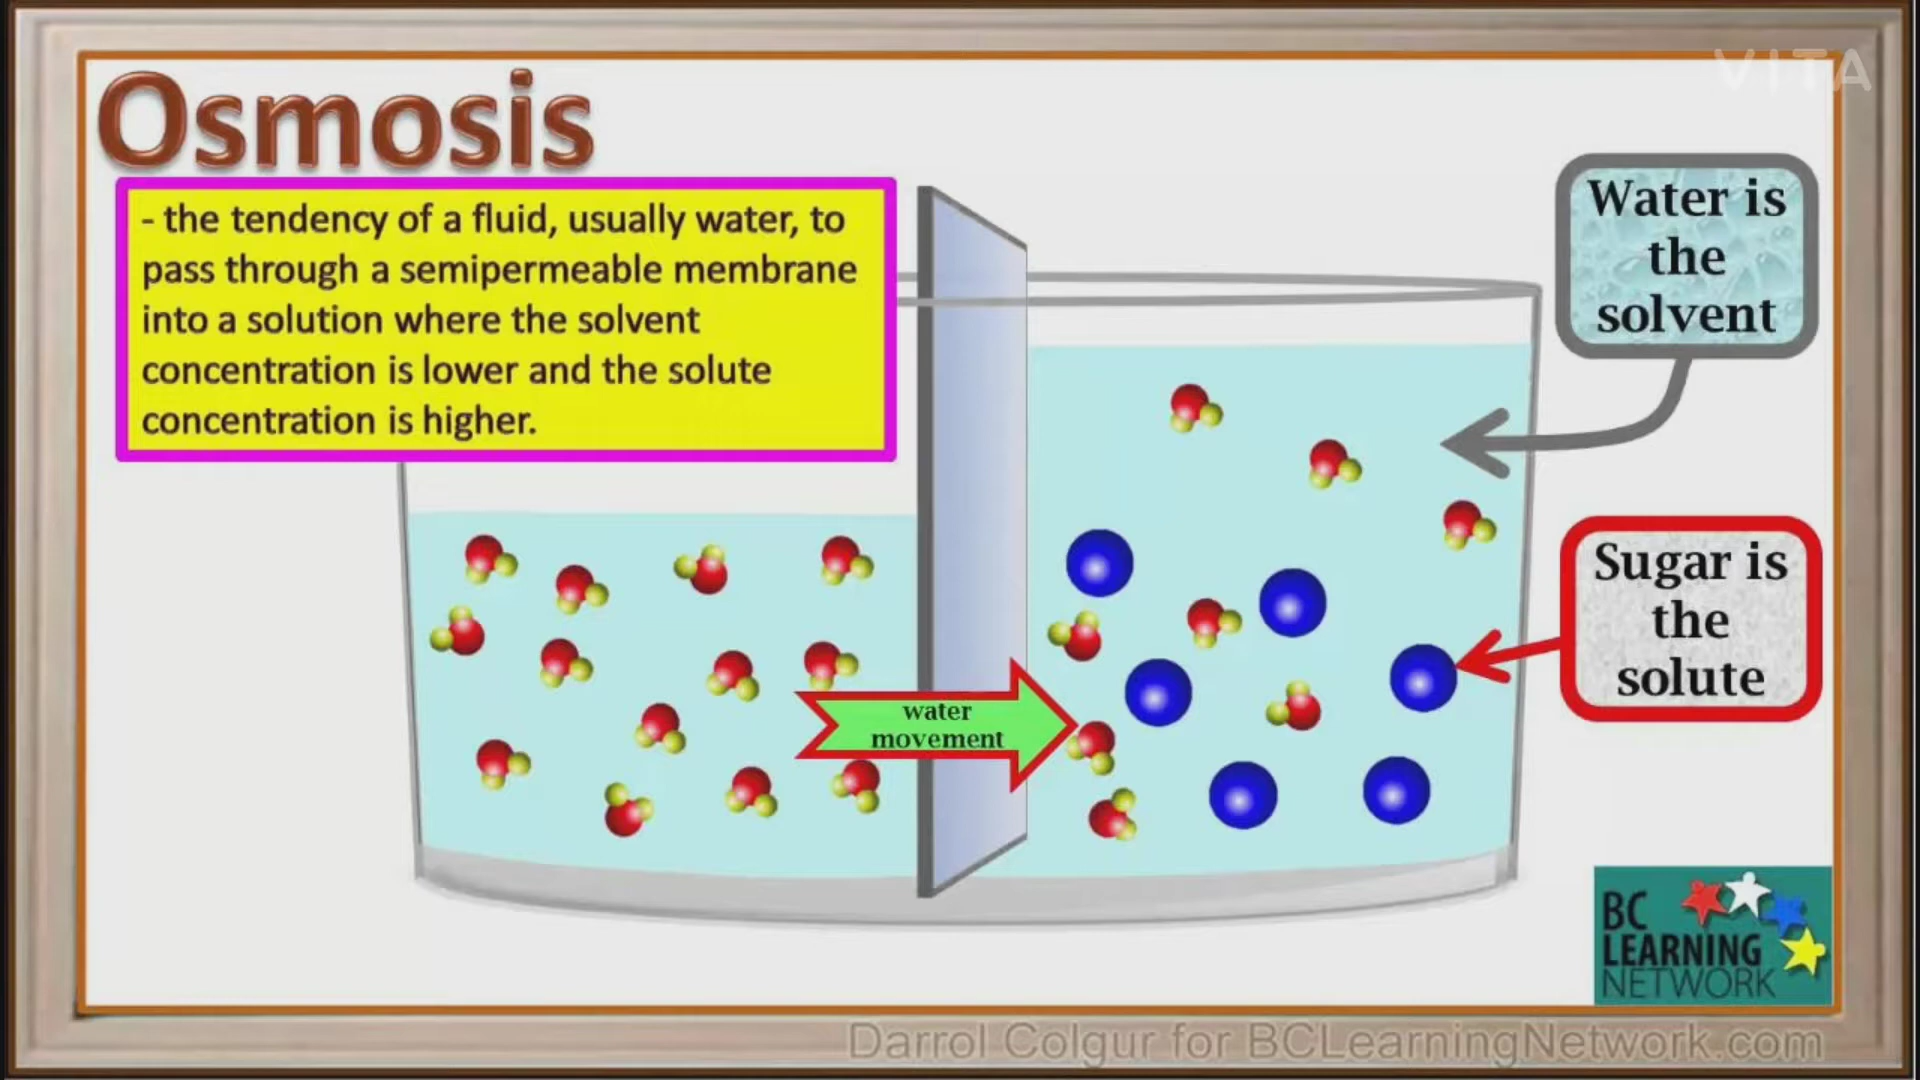 VITA
Osmosis
- the tendency of a fluid, usually water, to
pass through a semipermeable membrane
into a solution where the solvent
concentration is lower and the solute
concentration is higher.
Water is
the
solvent
Sugar is
the
solute
water
movement
BC
LEARNING
NETWORK
Darrol Colgur for BCLearningNetwork.com